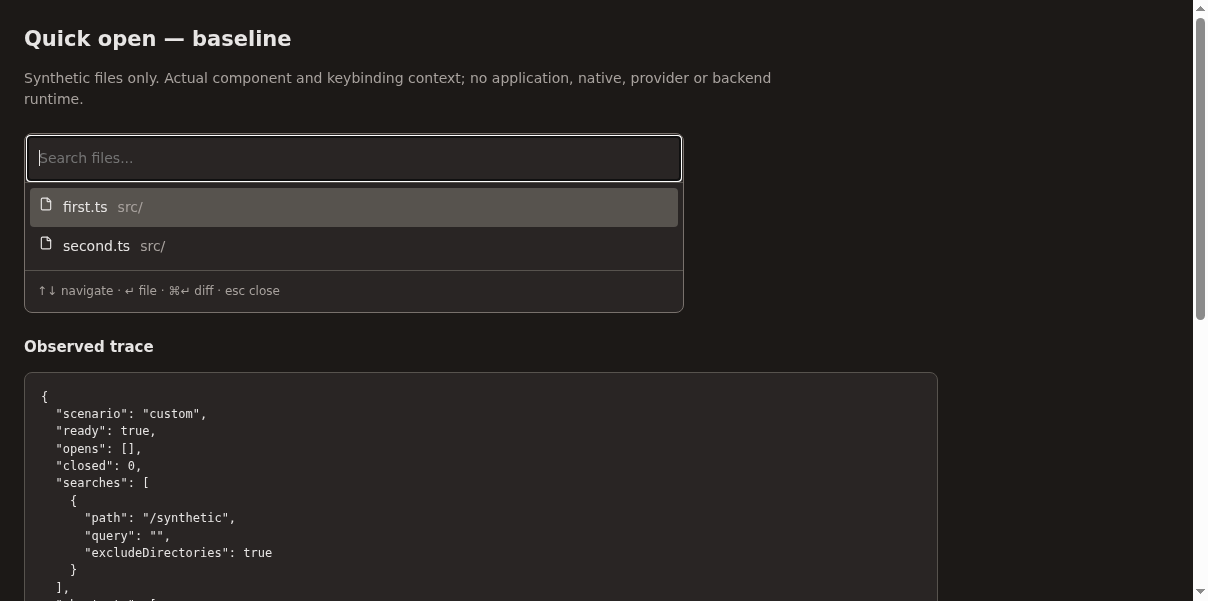 Quick open — baseline
Synthetic files only. Actual component and keybinding context; no application, native, provider or backend
runtime.
Search files...
first.ts src/
second.ts src/
↑↓ navigate · ↵ file · ⌘↵ diff · esc close
Observed trace
{
  "scenario": "custom",
  "ready": true,
  "opens": [],
  "closed": 0,
  "searches": [
    {
      "path": "/synthetic",
      "query": "",
      "excludeDirectories": true
    }
  ],